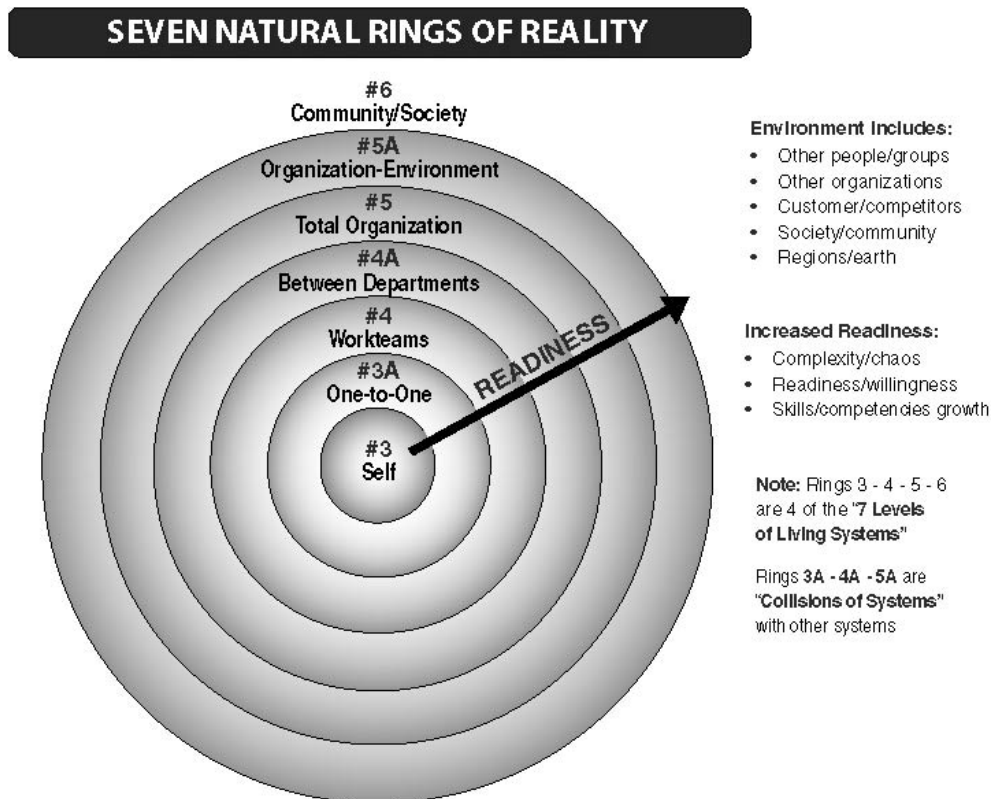 SEVEN NATURAL RINGS OF REALITY
#6
Community/Society
#5A
Organization-Environment
#5
Total Organization
#4A
Between Departments
#4
Workteams
#3A
One-to-One
#3
Self
READINESS
Environment Includes:
• Other people/groups
• Other organizations
• Customer/competitors
• Society/community
• Regions/earth
Increased Readiness:
• Complexity/chaos
• Readiness/willingness
• Skills/competencies growth
Note: Rings 3 - 4 - 5 - 6
are 4 of the "7 Levels
of Living Systems"
Rings 3A - 4A - 5A are
"Collisions of Systems"
with other systems